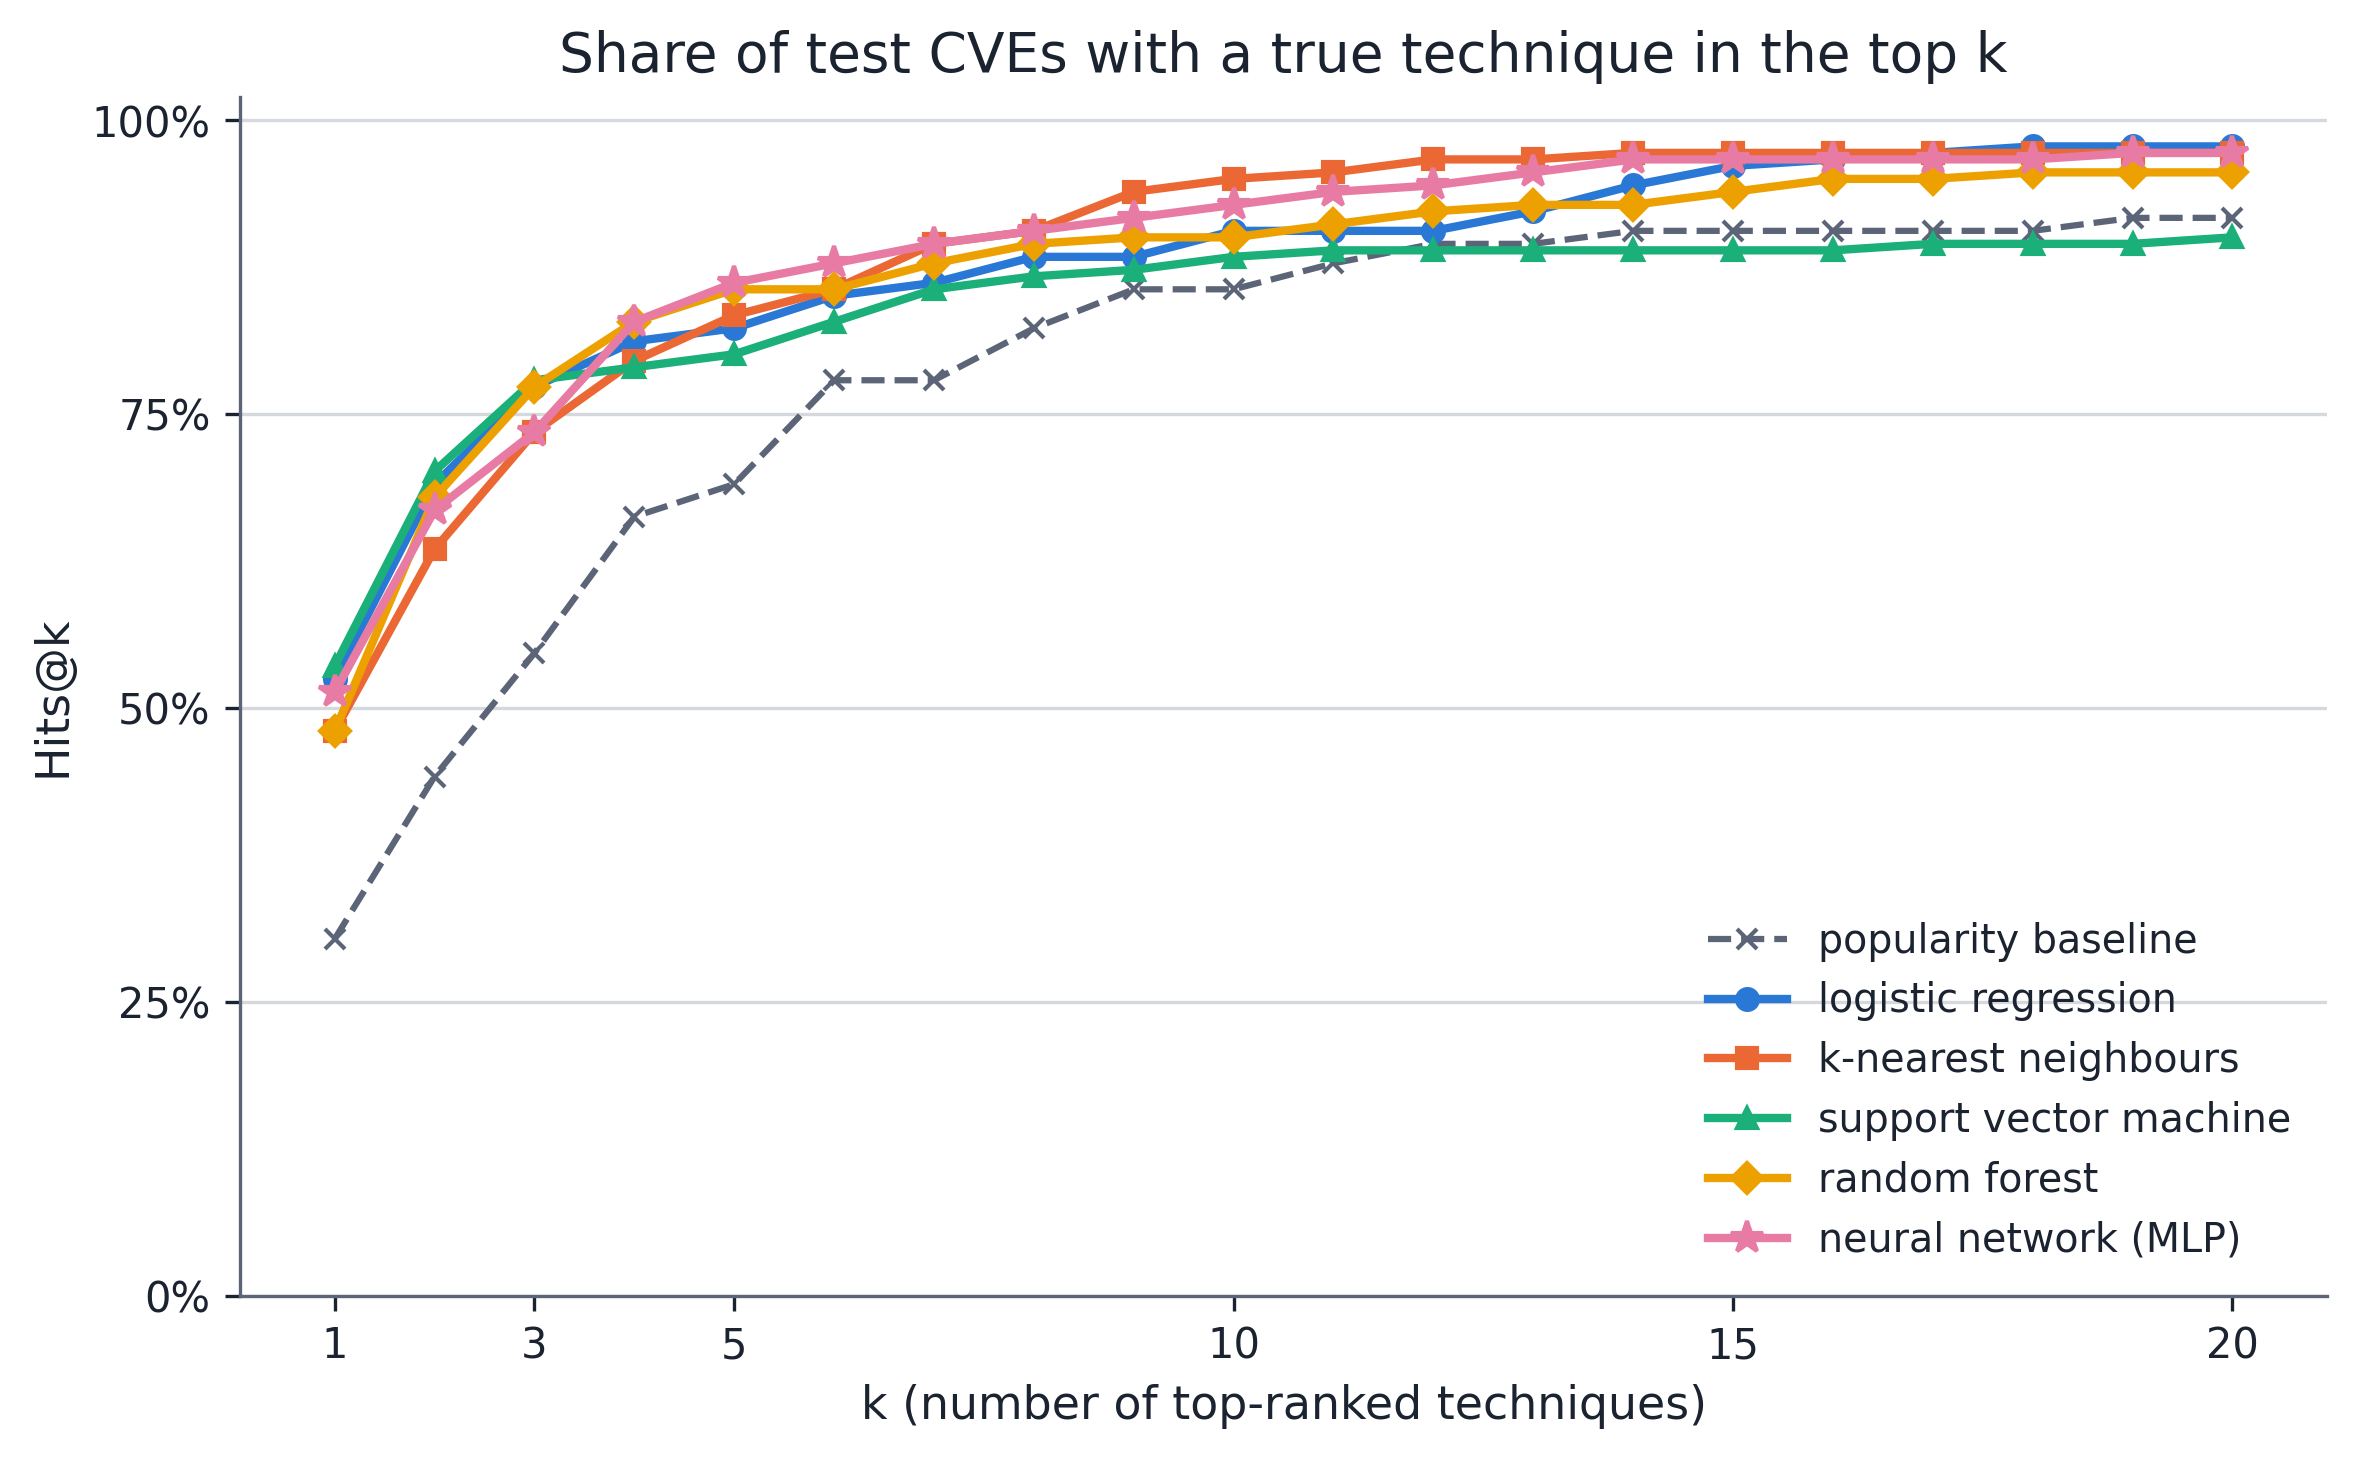 Share of test CVEs with a true technique in the top k
100%
75%
50%
25%
0%
Hits@k
1 3 5 10 15 20
k (number of top-ranked techniques)
popularity baseline
logistic regression
k-nearest neighbours
support vector machine
random forest
neural network (MLP)